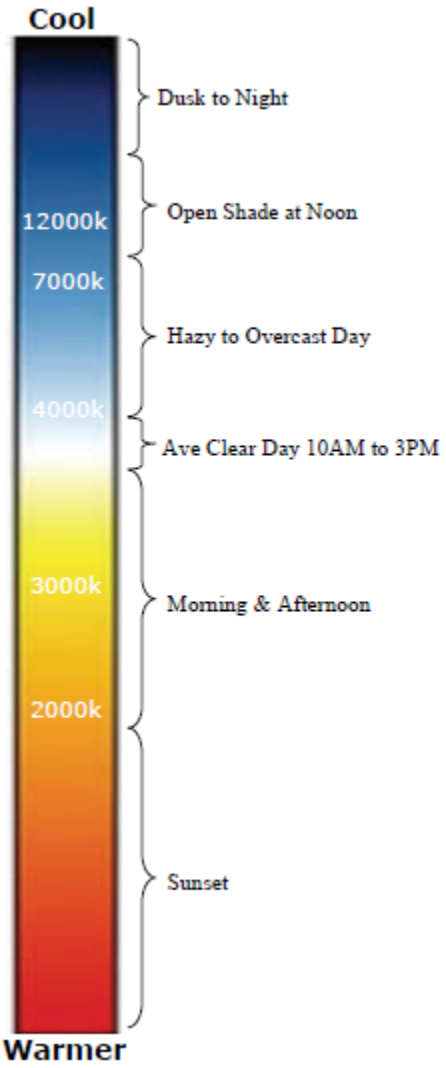 Cool
Dusk to Night
Open Shade at Noon
12000k
7000k
Hazy to Overcast Day
4000k
Ave Clear Day 10AM to 3PM
3000k
Morning & Afternoon
2000k
Sunset
Warmer